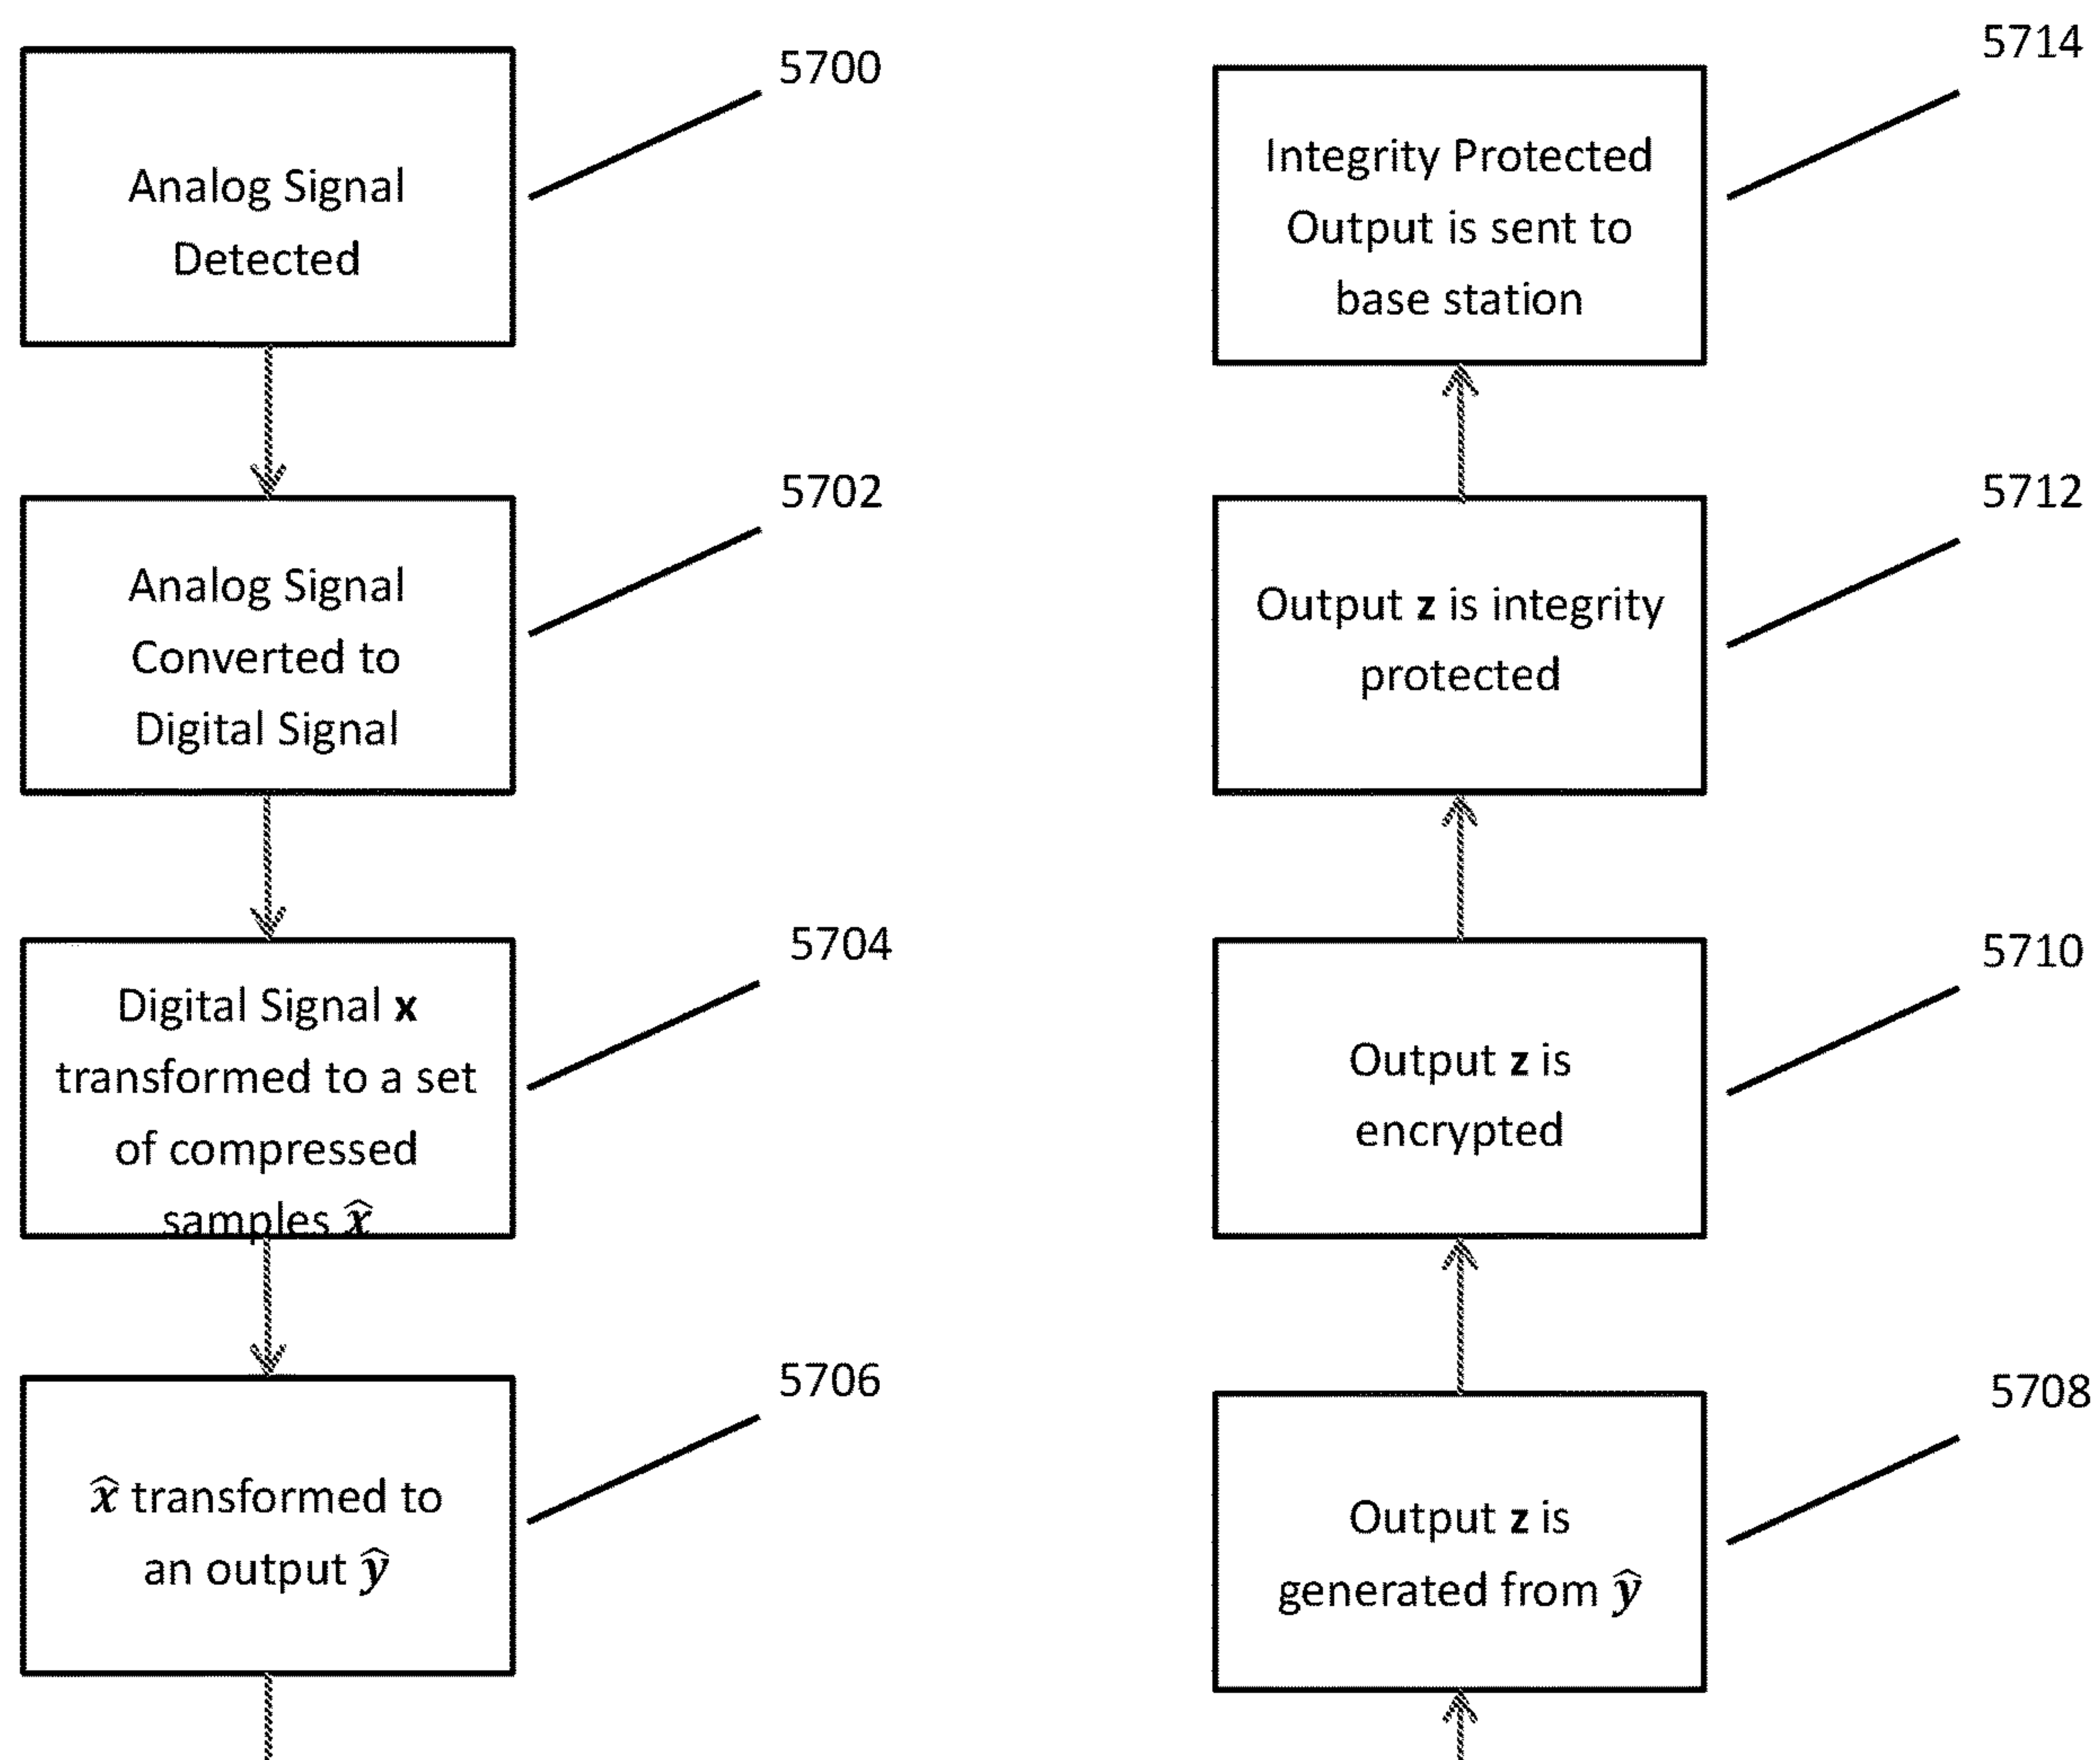 5700
Analog Signal
Detected
5702
Analog Signal
Converted to
Digital Signal
5704
Digital Signal x
transformed to a set
of compressed
samples x̂
5706
x̂ transformed to
an output ŷ
5714
Integrity Protected
Output is sent to
base station
5712
Output z is integrity
protected
5710
Output z is
encrypted
5708
Output z is
generated from ŷ